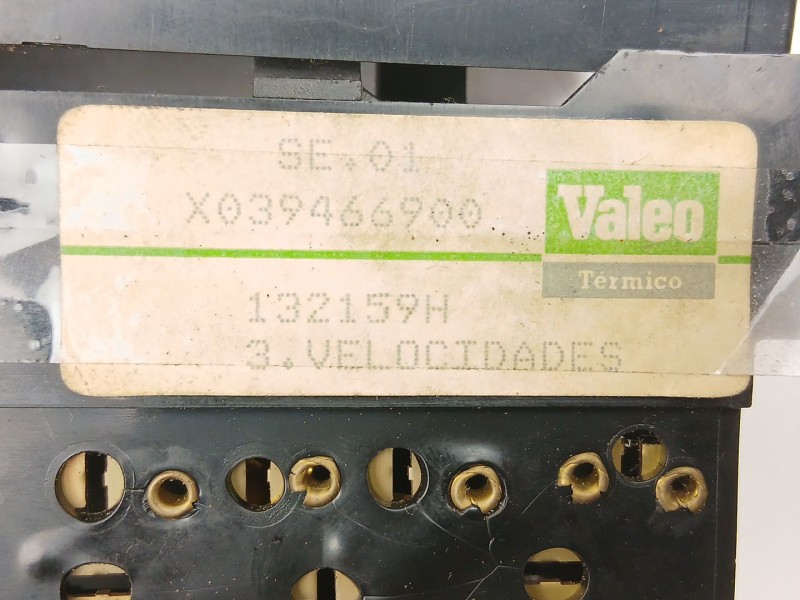 SE.01
X039466900
Valeo
Térmico
132159H
3.VELOCIDADES